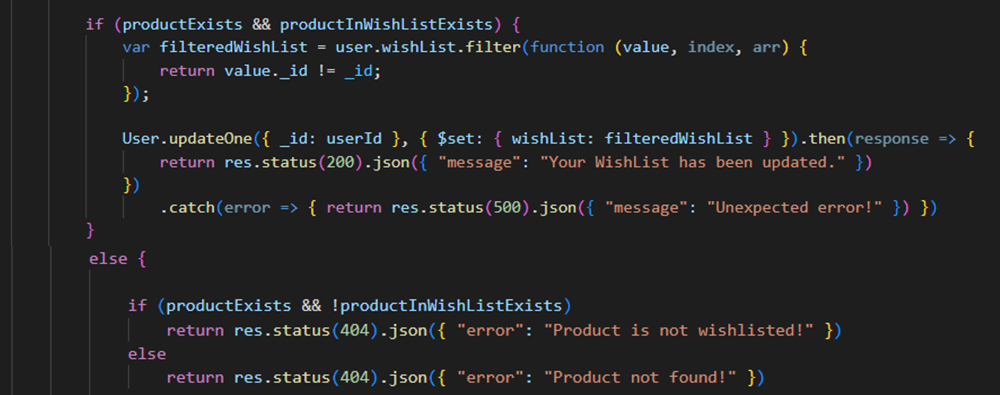 if (productExists && productInWishListExists) {
var filteredWishList = user.wishList.filter(function (value, index, arr) {
return value._id != _id;
});
User.updateOne({ _id: userId }, { $set: { wishList: filteredWishList } }).then(response => {
return res.status(200).json({ "message": "Your WishList has been updated." })
})
.catch(error => { return res.status(500).json({ "message": "Unexpected error!" }) })
}
else {
if (productExists && !productInWishListExists)
return res.status(404).json({ "error": "Product is not wishlisted!" })
else
return res.status(404).json({ "error": "Product not found!" })